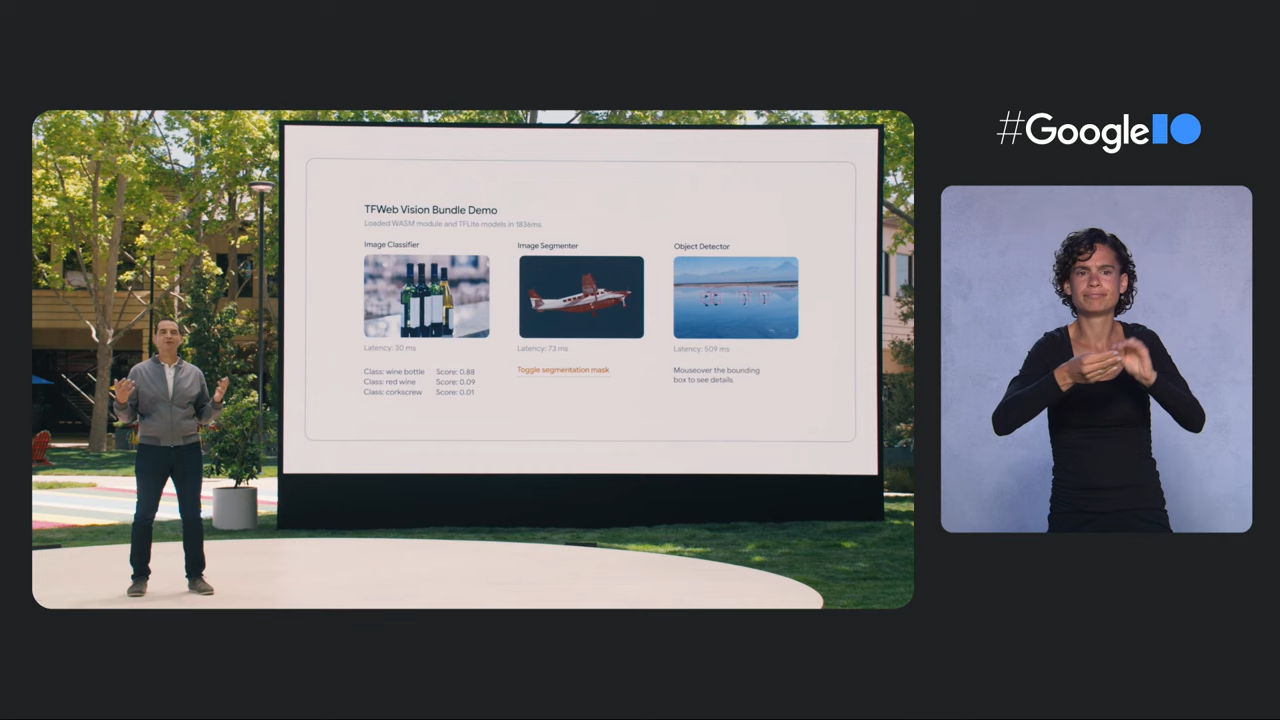 #Google IO
TFWeb Vision Bundle Demo
Loaded WASM module and TFLite models in 1836ms
Image Classifier
Latency: 30 ms
Class: wine bottle Score: 0.88
Class: red wine Score: 0.09
Class: corkscrew Score: 0.01
Image Segmenter
Latency: 73 ms
Toggle segmentation mask
Object Detector
Latency: 509 ms
Mouseover the bounding
box to see details